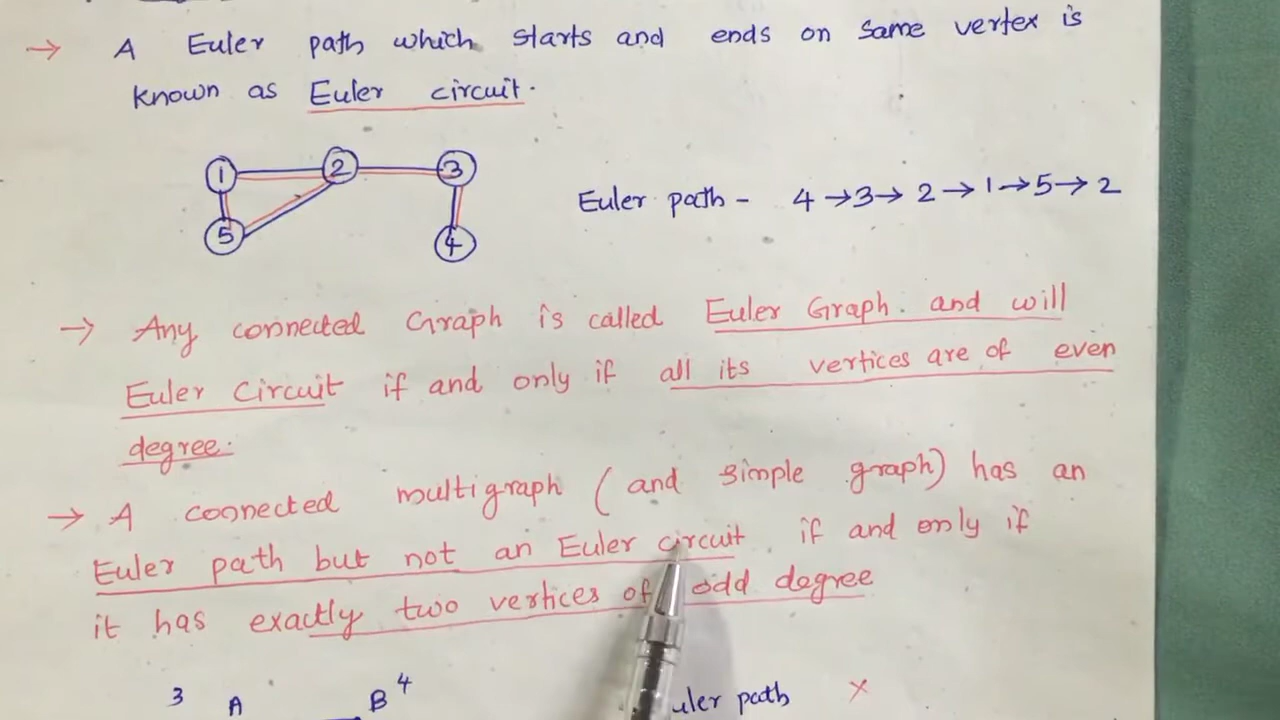 → A Euler path which starts and ends on same vertex is
known as Euler circuit.
1 2 3
Euler path - 4 → 3 → 2 → 1 → 5 → 2
5 4
→ Any connected Graph is called Euler Graph. and will
Euler Circuit if and only if all its vertices are of even
degree.
→ A connected multigraph (and simple graph) has an
Euler path but not an Euler circuit if and only if
it has exactly two vertices of odd degree
3 A B 4 uler path ×